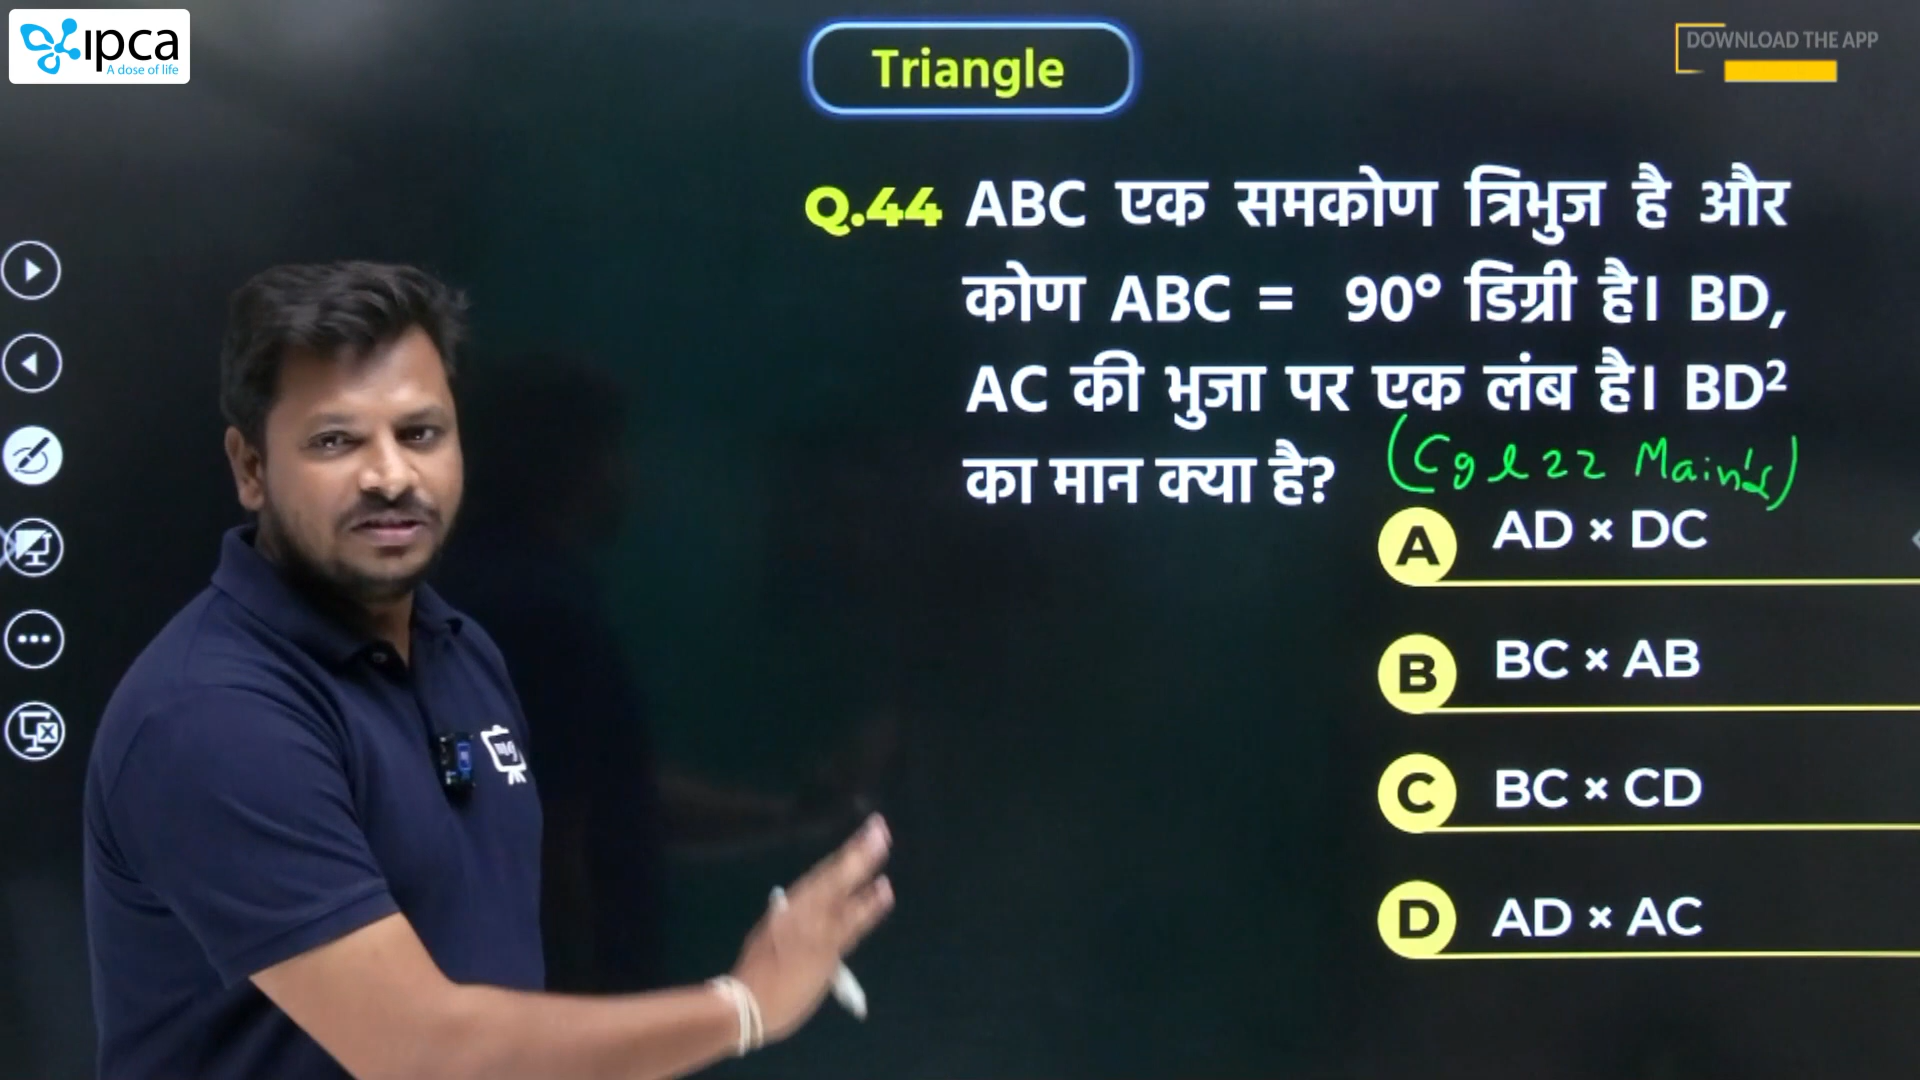 ıpca
A dose of life
Triangle
DOWNLOAD THE APP
Q.44 ABC एक समकोण त्रिभुज है और
कोण ABC = 90° डिग्री है। BD,
AC की भुजा पर एक लंब है। BD²
का मान क्या है?
(Cgl 22 Main's)
A AD × DC
B BC × AB
C BC × CD
D AD × AC